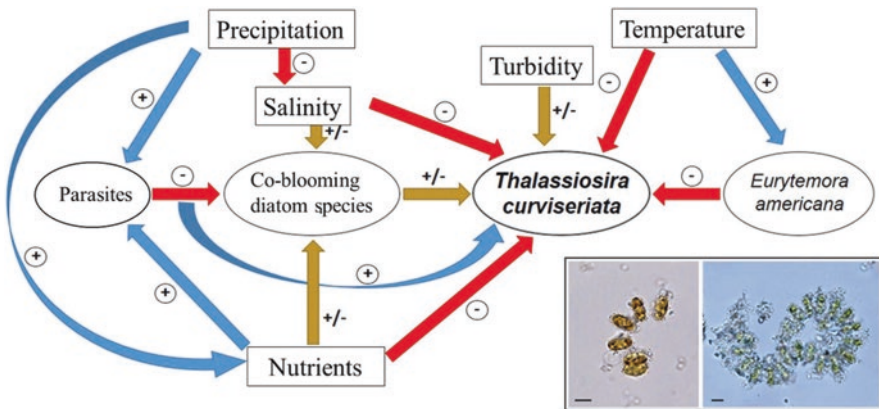 Precipitation
Temperature
Turbidity
-
-
+
+
Salinity
-
+/-
+/-
Parasites
-
Co-blooming
diatom species
+/-
Thalassiosira
curviseriata
-
Eurytemora
americana
+
+
+
+/-
-
Nutrients